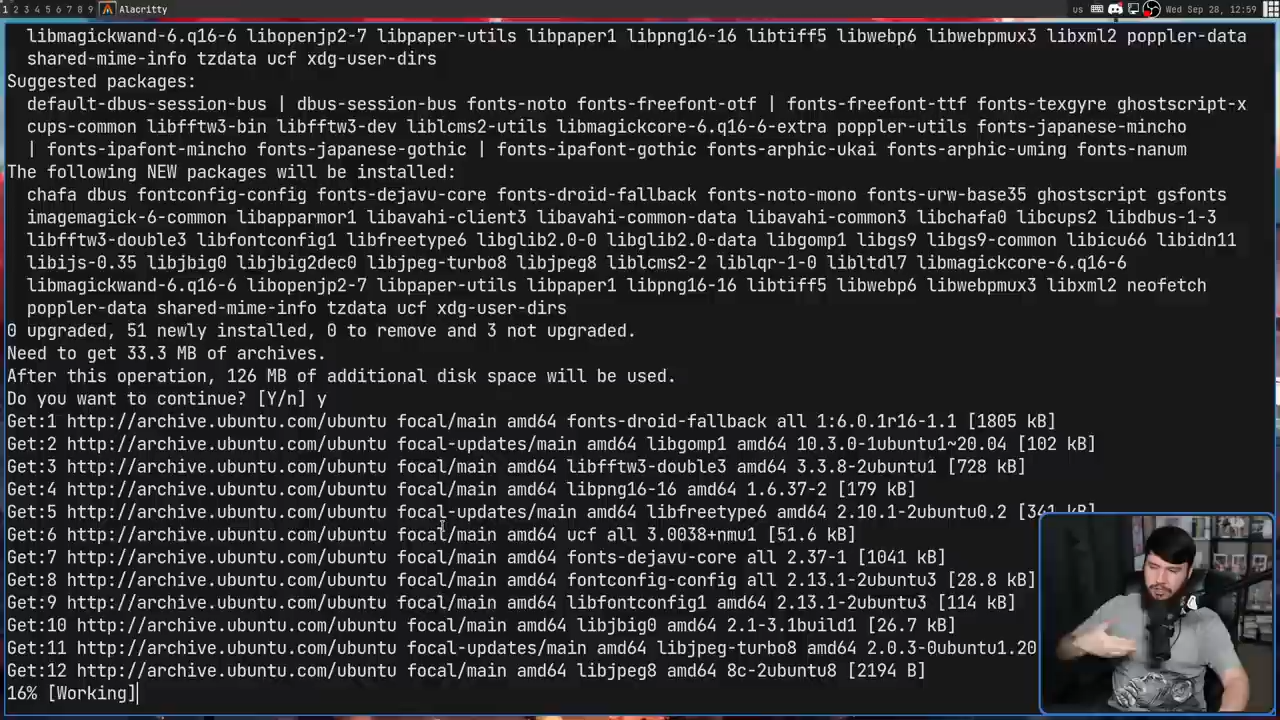 1 2 3 4 5 6 7 8 9 Alacritty us Wed Sep 28, 12:59
libmagickwand-6.q16-6 libopenjp2-7 libpaper-utils libpaper1 libpng16-16 libtiff5 libwebp6 libwebpmux3 libxml2 poppler-data
shared-mime-info tzdata ucf xdg-user-dirs
Suggested packages:
default-dbus-session-bus | dbus-session-bus fonts-noto fonts-freefont-otf | fonts-freefont-ttf fonts-texgyre ghostscript-x
cups-common libfftw3-bin libfftw3-dev liblcms2-utils libmagickcore-6.q16-6-extra poppler-utils fonts-japanese-mincho
| fonts-ipafont-mincho fonts-japanese-gothic | fonts-ipafont-gothic fonts-arphic-ukai fonts-arphic-uming fonts-nanum
The following NEW packages will be installed:
chafa dbus fontconfig-config fonts-dejavu-core fonts-droid-fallback fonts-noto-mono fonts-urw-base35 ghostscript gsfonts
imagemagick-6-common libapparmor1 libavahi-client3 libavahi-common-data libavahi-common3 libchafa0 libcups2 libdbus-1-3
libfftw3-double3 libfontconfig1 libfreetype6 libglib2.0-0 libglib2.0-data libgomp1 libgs9 libgs9-common libicu66 libidn11
libijs-0.35 libjbig0 libjbig2dec0 libjpeg-turbo8 libjpeg8 liblcms2-2 liblqr-1-0 libltdl7 libmagickcore-6.q16-6
libmagickwand-6.q16-6 libopenjp2-7 libpaper-utils libpaper1 libpng16-16 libtiff5 libwebp6 libwebpmux3 libxml2 neofetch
poppler-data shared-mime-info tzdata ucf xdg-user-dirs
0 upgraded, 51 newly installed, 0 to remove and 3 not upgraded.
Need to get 33.3 MB of archives.
After this operation, 126 MB of additional disk space will be used.
Do you want to continue? [Y/n] y
Get:1 http://archive.ubuntu.com/ubuntu focal/main amd64 fonts-droid-fallback all 1:6.0.1r16-1.1 [1805 kB]
Get:2 http://archive.ubuntu.com/ubuntu focal-updates/main amd64 libgomp1 amd64 10.3.0-1ubuntu1~20.04 [102 kB]
Get:3 http://archive.ubuntu.com/ubuntu focal/main amd64 libfftw3-double3 amd64 3.3.8-2ubuntu1 [728 kB]
Get:4 http://archive.ubuntu.com/ubuntu focal/main amd64 libpng16-16 amd64 1.6.37-2 [179 kB]
Get:5 http://archive.ubuntu.com/ubuntu focal-updates/main amd64 libfreetype6 amd64 2.10.1-2ubuntu0.2 [341 kB]
Get:6 http://archive.ubuntu.com/ubuntu focal/main amd64 ucf all 3.0038+nmu1 [51.6 kB]
Get:7 http://archive.ubuntu.com/ubuntu focal/main amd64 fonts-dejavu-core all 2.37-1 [1041 kB]
Get:8 http://archive.ubuntu.com/ubuntu focal/main amd64 fontconfig-config all 2.13.1-2ubuntu3 [28.8 kB]
Get:9 http://archive.ubuntu.com/ubuntu focal/main amd64 libfontconfig1 amd64 2.13.1-2ubuntu3 [114 kB]
Get:10 http://archive.ubuntu.com/ubuntu focal/main amd64 libjbig0 amd64 2.1-3.1build1 [26.7 kB]
Get:11 http://archive.ubuntu.com/ubuntu focal-updates/main amd64 libjpeg-turbo8 amd64 2.0.3-0ubuntu1.20
Get:12 http://archive.ubuntu.com/ubuntu focal/main amd64 libjpeg8 amd64 8c-2ubuntu8 [2194 B]
16% [Working]